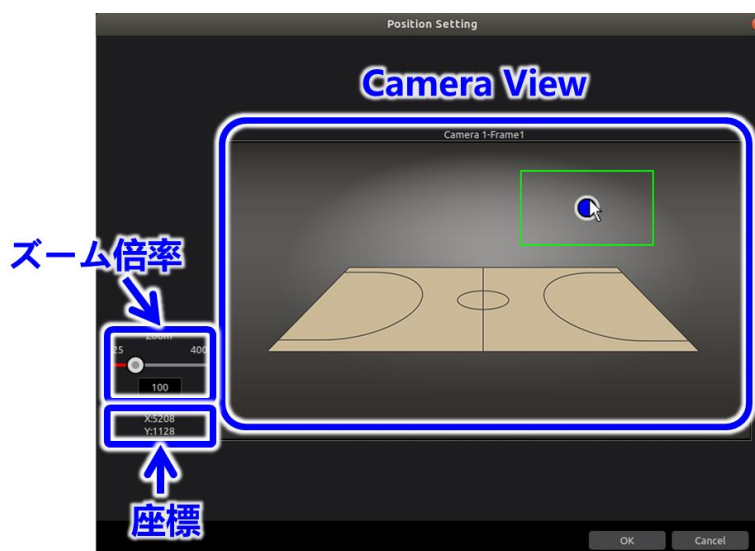 Position Setting
Camera View
Camera 1-Frame1
ズーム倍率
Zoom
25 400
100
X:5208
Y:1128
座標
OK Cancel